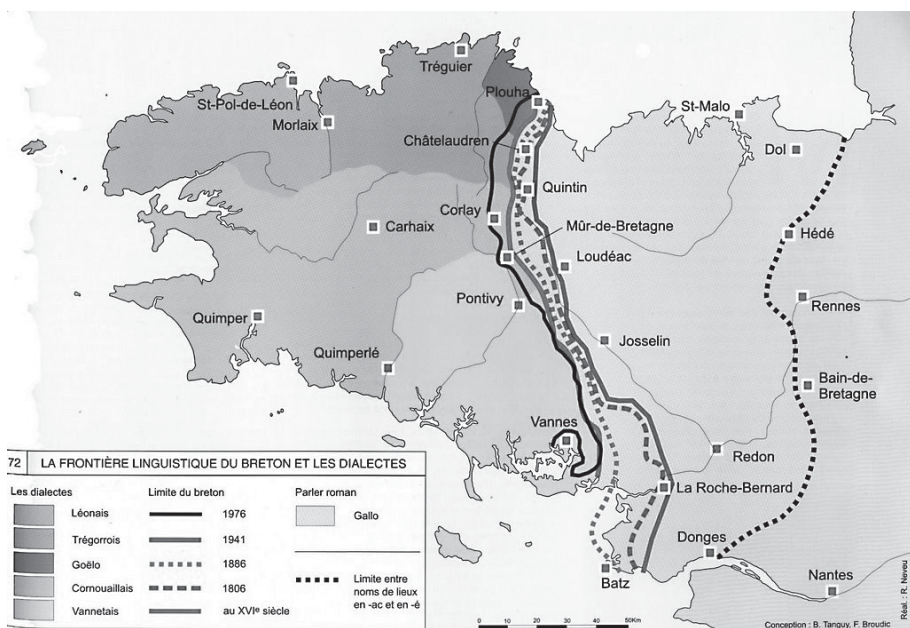 Tréguier
St-Pol-de-Léon
Morlaix
Plouha
St-Malo
Châtelaudren
Dol
Quintin
Corlay
Carhaix
Mûr-de-Bretagne
Hédé
Loudéac
Pontivy
Rennes
Quimper
Josselin
Quimperlé
Bain-de-
Bretagne
Vannes
Redon
La Roche-Bernard
Donges
Batz
Nantes
72 LA FRONTIÈRE LINGUISTIQUE DU BRETON ET LES DIALECTES
Les dialectes
Léonais
Trégorrois
Goëlo
Cornouaillais
Vannetais
Limite du breton
1976
1941
1886
1806
au XVIe siècle
Parler roman
Gallo
Limite entre
noms de lieux
en -ac et en -é
0 10 20 30 40 50Km
Conception : B. Tanguy, F. Broudic
Réal. : R. Neveu